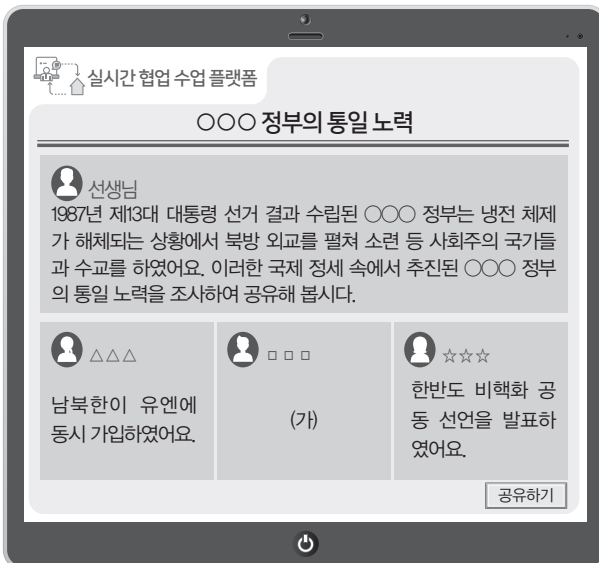 실시간 협업 수업 플랫폼
○○○ 정부의 통일 노력
선생님
1987년 제13대 대통령 선거 결과 수립된 ○○○ 정부는 냉전 체제
가 해체되는 상황에서 북방 외교를 펼쳐 소련 등 사회주의 국가들
과 수교를 하였어요. 이러한 국제 정세 속에서 추진된 ○○○ 정부
의 통일 노력을 조사하여 공유해 봅시다.
△△△
남북한이 유엔에
동시 가입하였어요.
□□□
(가)
☆☆☆
한반도 비핵화 공
동 선언을 발표하
였어요.
공유하기